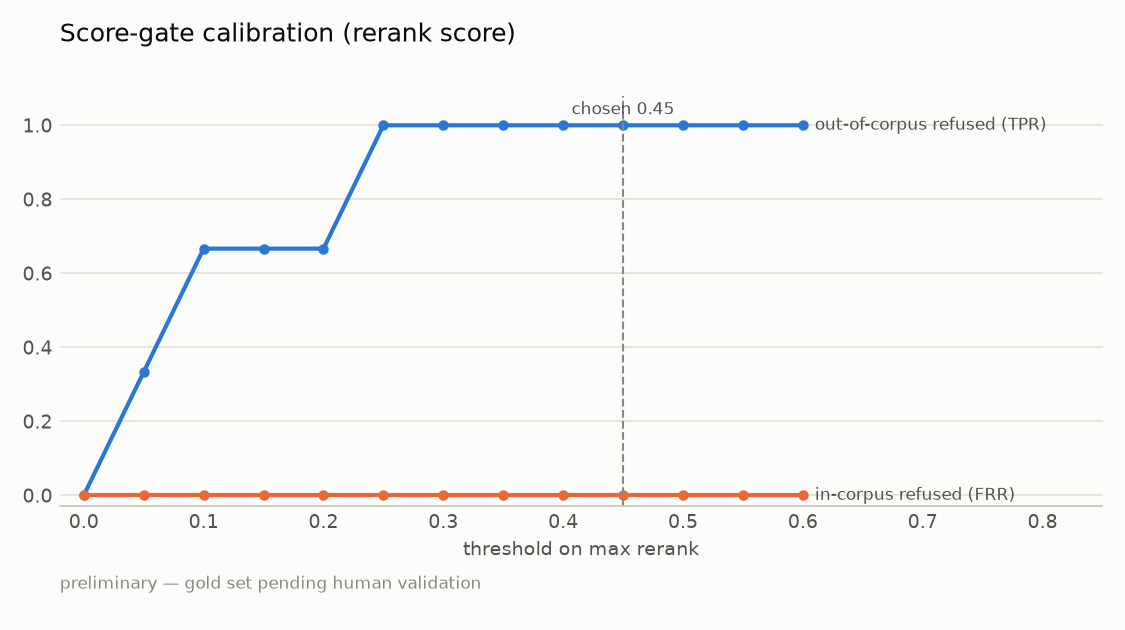 Score-gate calibration (rerank score)
chosen 0.45
1.0
out-of-corpus refused (TPR)
0.8
0.6
0.4
0.2
0.0
in-corpus refused (FRR)
0.0 0.1 0.2 0.3 0.4 0.5 0.6 0.7 0.8
threshold on max rerank
preliminary — gold set pending human validation